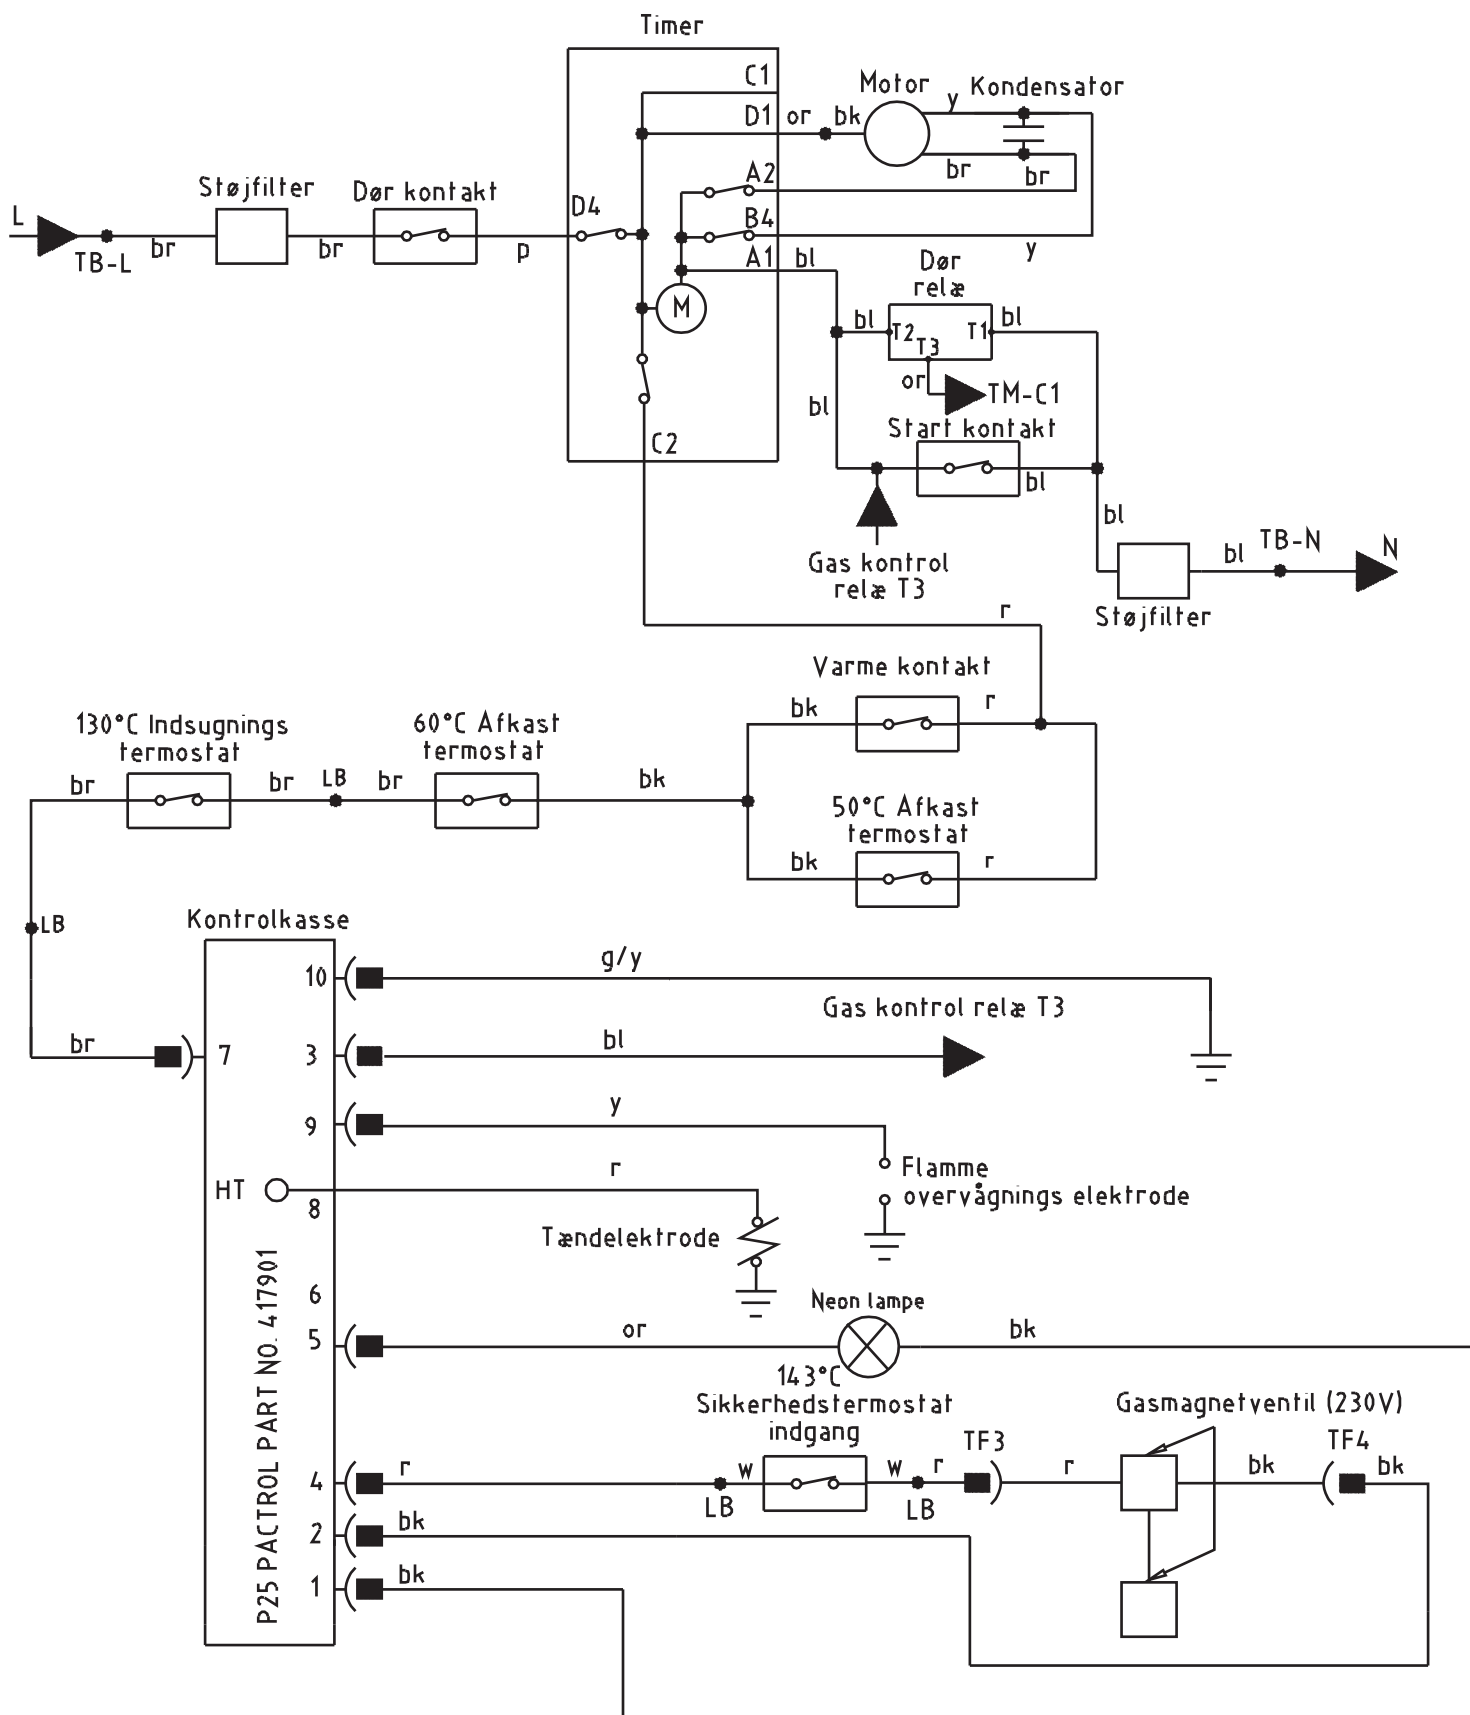 Timer
C1
Motor
y
Kondensator
D1
or
bk
br
br
A2
Støjfilter
Dør kontakt
L
D4
B4
br
br
p
y
TB-L
A1
bl
Dør
relæ
M
bl
T2
T1
bl
T3
or
TM-C1
bl
Start kontakt
C2
bl
bl
Gas kontrol
relæ T3
bl
TB-N
N
Støjfilter
r
Varme kontakt
bk
r
130°C Indsugnings
termostat
60°C Afkast
termostat
br
br
LB
br
bk
50°C Afkast
termostat
bk
r
LB
Kontrolkasse
10
g/y
Gas kontrol relæ T3
br
7
3
bl
9
y
HT
8
r
Flamme
overvågnings elektrode
Tændelektrode
6
Neon lampe
5
or
bk
143°C
Sikkerhedstermostat
indgang
Gasmagnetventil (230V)
4
r
w
w
r
TF3
r
bk
TF4
bk
LB
LB
2
bk
1
bk
P25 PACTROL PART NO. 417901